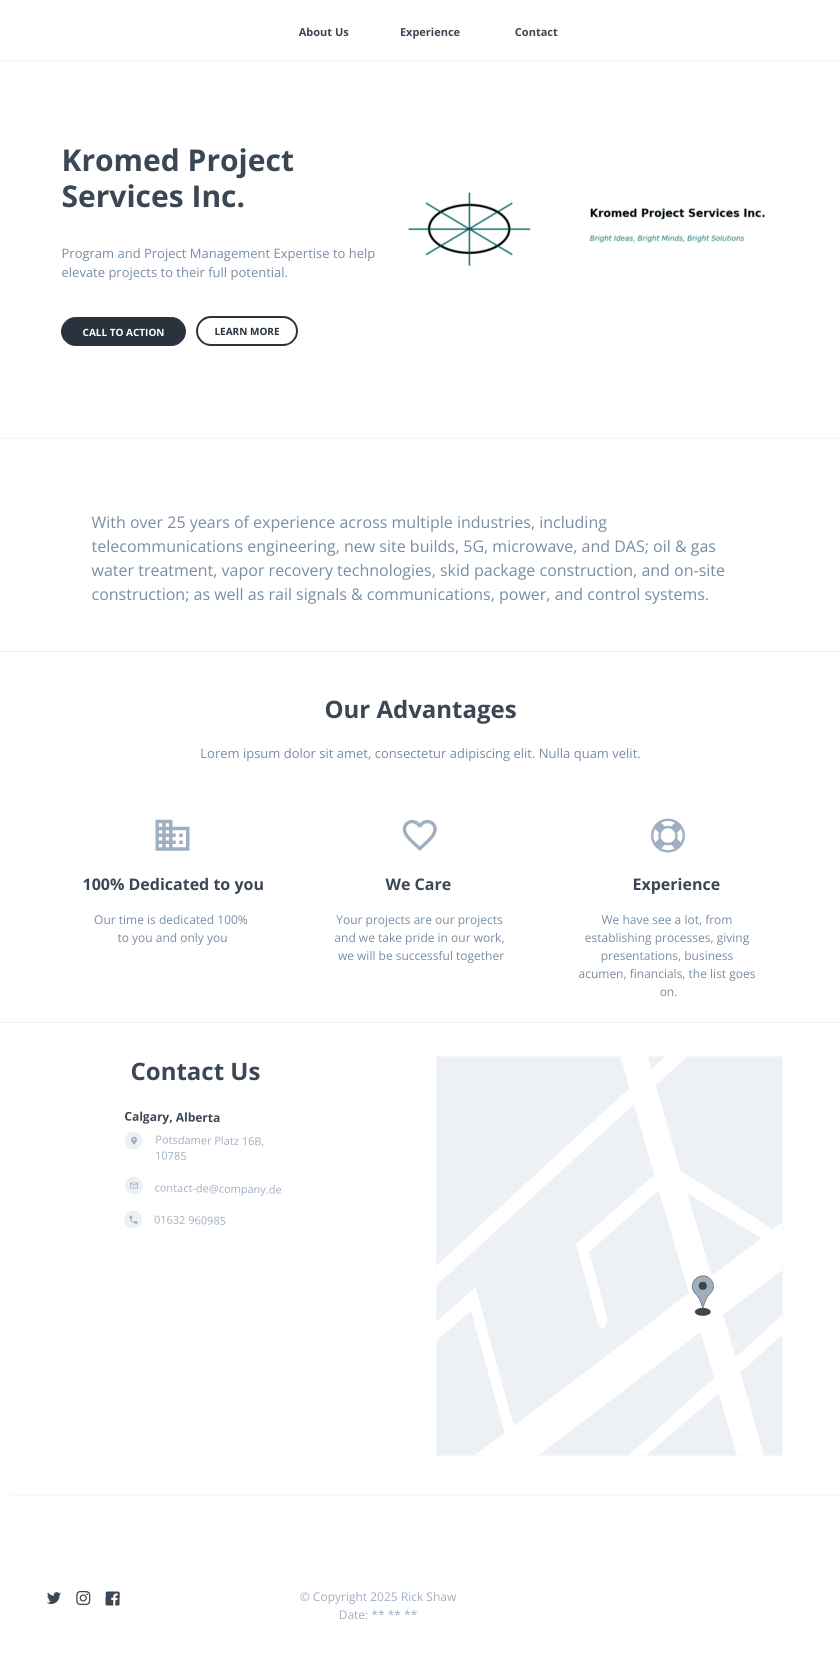 About Us Experience Contact
Kromed Project
Services Inc.
Program and Project Management Expertise to help
elevate projects to their full potential.
CALL TO ACTION LEARN MORE
Kromed Project Services Inc.
Bright Ideas, Bright Minds, Bright Solutions
With over 25 years of experience across multiple industries, including
telecommunications engineering, new site builds, 5G, microwave, and DAS; oil & gas
water treatment, vapor recovery technologies, skid package construction, and on-site
construction; as well as rail signals & communications, power, and control systems.
Our Advantages
Lorem ipsum dolor sit amet, consectetur adipiscing elit. Nulla quam velit.
100% Dedicated to you
Our time is dedicated 100%
to you and only you
We Care
Your projects are our projects
and we take pride in our work,
we will be successful together
Experience
We have see a lot, from
establishing processes, giving
presentations, business
acumen, financials, the list goes
on.
Contact Us
Calgary, Alberta
Potsdamer Platz 16B,
10785
contact-de@company.de
01632 960985
© Copyright 2025 Rick Shaw
Date: ** ** **